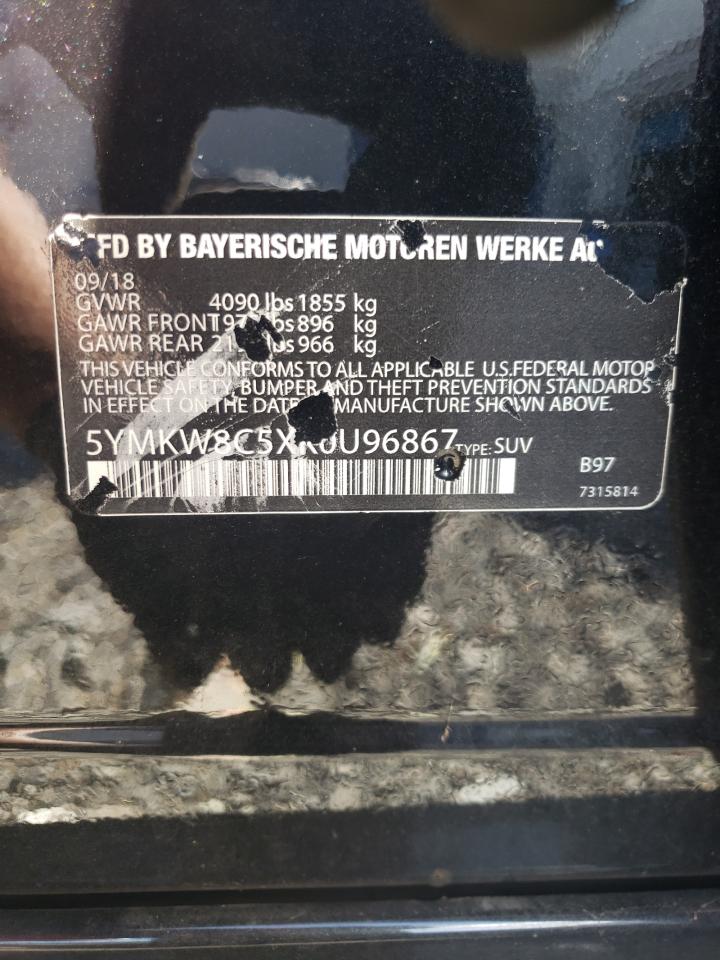 BY BAYERISCHE MOTOREN WERKE
09/18
GVWR 4090 lbs 1855 kg
GAWR FRONT 896 kg
GAWR REAR 966 kg
THIS VEHICLE CONFORMS TO ALL APPLICABLE U.S.FEDERAL MOTOR
VEHICLE SAFETY, BUMPER AND THEFT PREVENTION STANDARDS
IN EFFECT ON THE DATE MANUFACTURE SHOWN ABOVE.
TYPE: SUV
B97
7315814